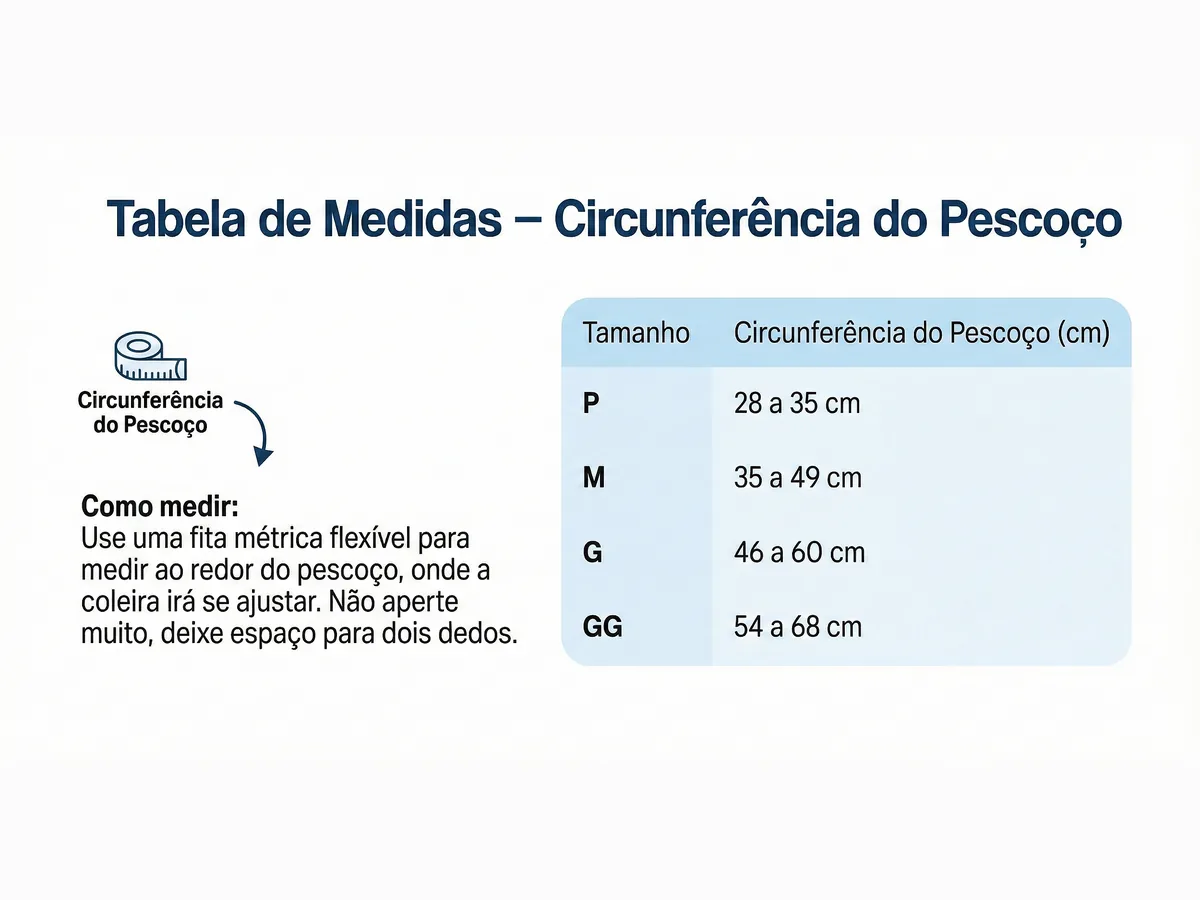 Tabela de Medidas – Circunferência do Pescoço
Circunferência
do Pescoço
Como medir:
Use uma fita métrica flexível para
medir ao redor do pescoço, onde a
coleira irá se ajustar. Não aperte
muito, deixe espaço para dois dedos.
Tamanho Circunferência do Pescoço (cm)
P 28 a 35 cm
M 35 a 49 cm
G 46 a 60 cm
GG 54 a 68 cm